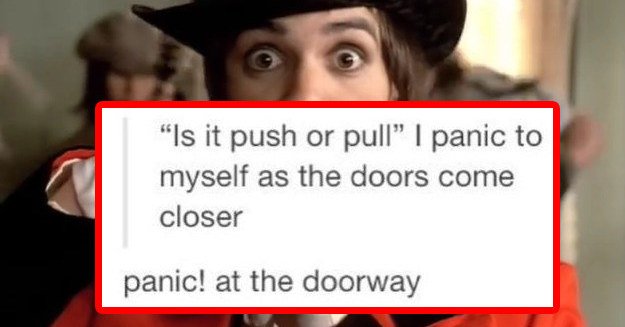 “Is it push or pull” I panic to
myself as the doors come
closer
panic! at the doorway